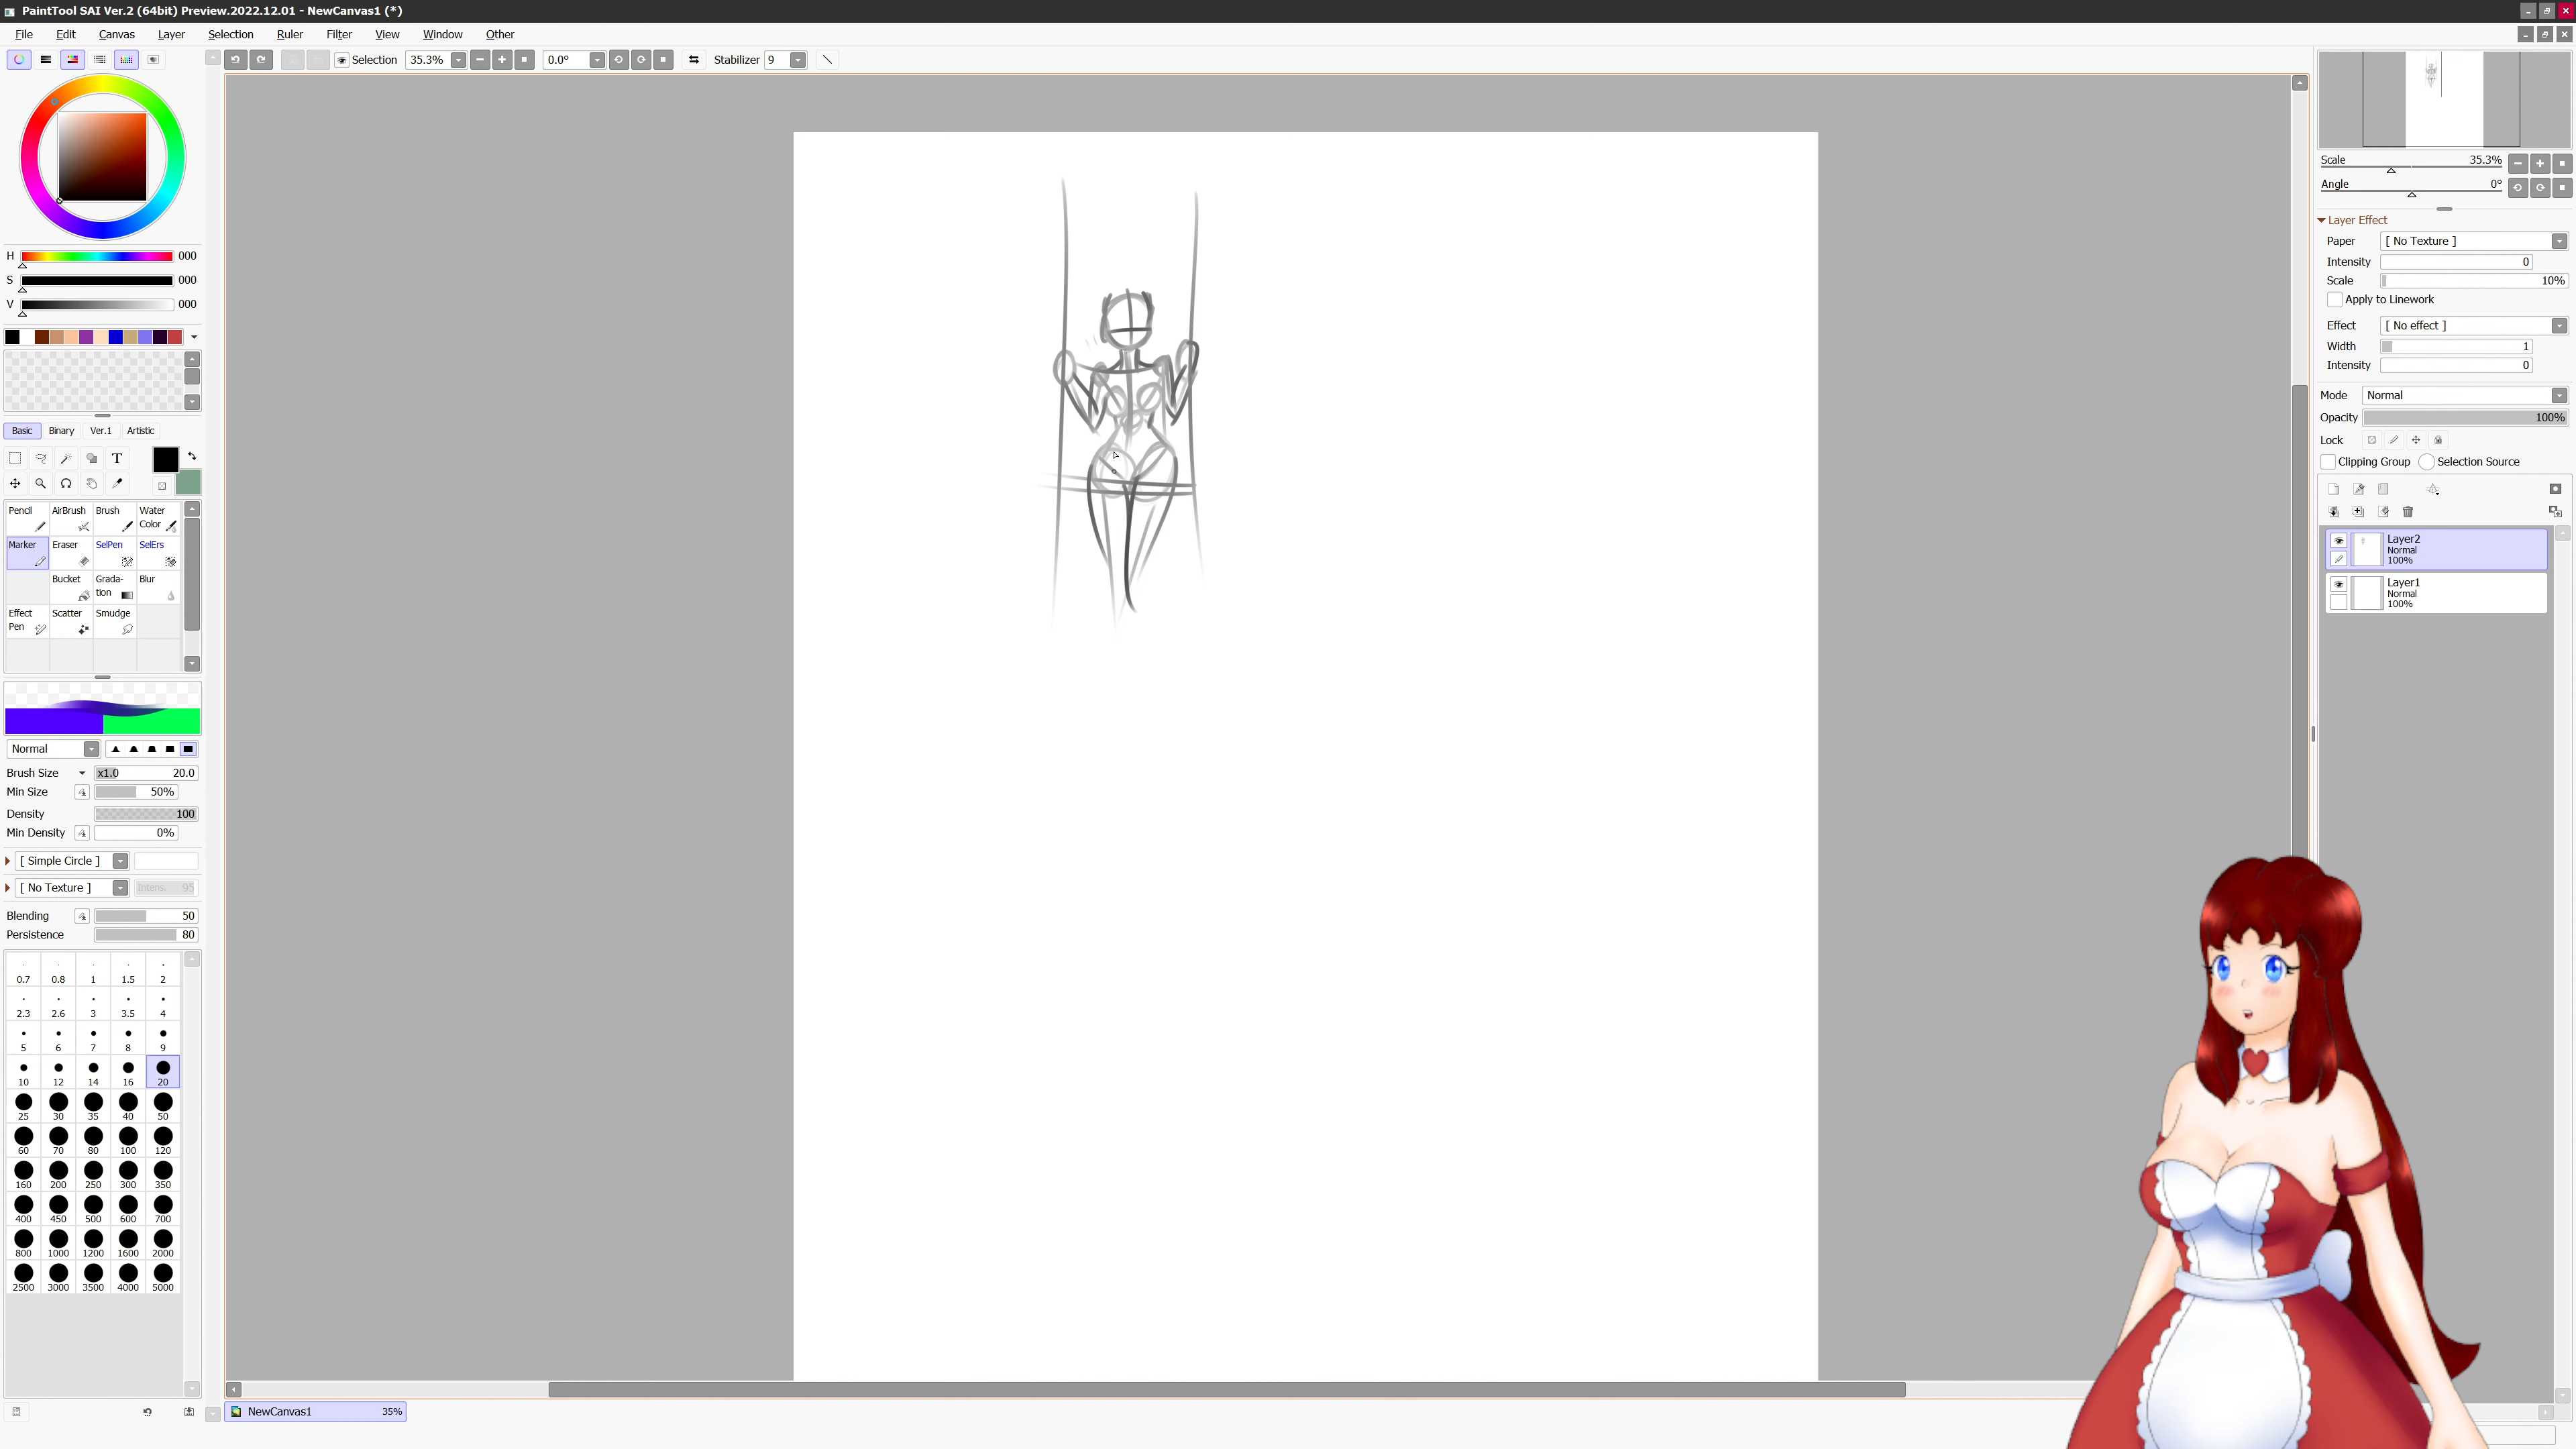 PaintTool SAI Ver.2 (64bit) Preview.2022.12.01 - NewCanvas1 (*)
File Edit Canvas Layer Selection Ruler Filter View Window Other
Selection 35.3% 0.0° Stabilizer 9
H 000
S 000
V 000
Basic Binary Ver.1 Artistic
T
Pencil AirBrush Brush Water Color
Marker Eraser SelPen SelErs
Bucket Grada-tion Blur
Effect Pen Scatter Smudge
Normal
Brush Size x1.0 20.0
Min Size 50%
Density 100
Min Density 0%
[ Simple Circle ]
[ No Texture ] Intens. 95
Blending 50
Persistence 80
0.7 0.8 1 1.5 2
2.3 2.6 3 3.5 4
5 6 7 8 9
10 12 14 16 20
25 30 35 40 50
60 70 80 100 120
160 200 250 300 350
400 450 500 600 700
800 1000 1200 1600 2000
2500 3000 3500 4000 5000
NewCanvas1 35%
Scale 35.3%
Angle 0°
Layer Effect
Paper [ No Texture ]
Intensity 0
Scale 10%
Apply to Linework
Effect [ No effect ]
Width 1
Intensity 0
Mode Normal
Opacity 100%
Lock
Clipping Group Selection Source
Layer2
Normal
100%
Layer1
Normal
100%